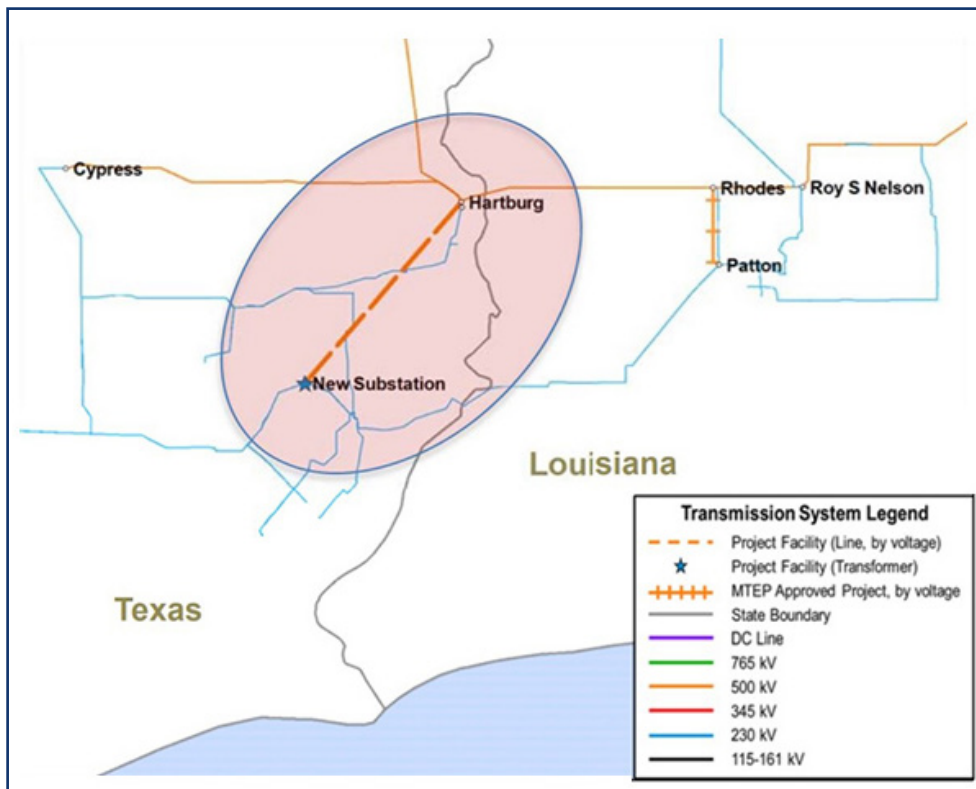 Cypress
Hartburg
Rhodes
Roy S Nelson
Patton
New Substation
Louisiana
Texas
Transmission System Legend
Project Facility (Line, by voltage)
Project Facility (Transformer)
MTEP Approved Project, by voltage
State Boundary
DC Line
765 kV
500 kV
345 kV
230 kV
115-161 kV